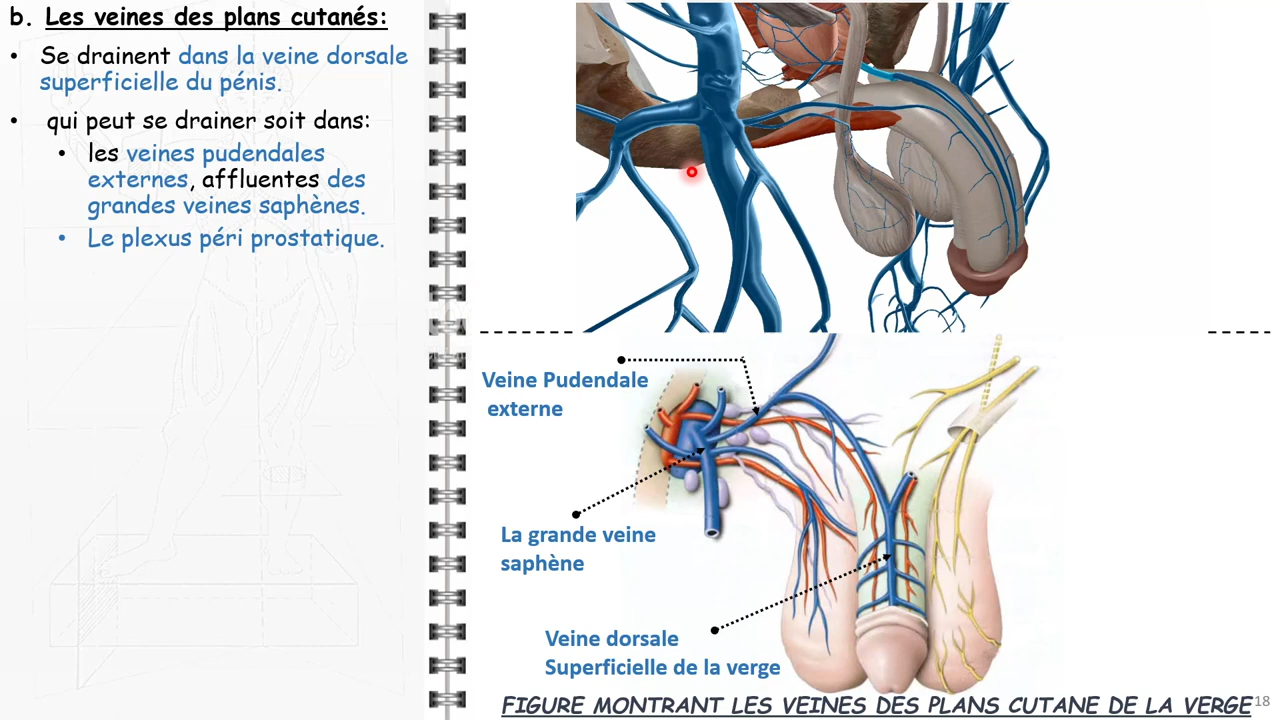 b. Les veines des plans cutanés:
• Se drainent dans la veine dorsale
superficielle du pénis.
• qui peut se drainer soit dans:
• les veines pudendales
externes, affluentes des
grandes veines saphènes.
• Le plexus péri prostatique.
Veine Pudendale
externe
La grande veine
saphène
Veine dorsale
Superficielle de la verge
FIGURE MONTRANT LES VEINES DES PLANS CUTANE DE LA VERGE
18